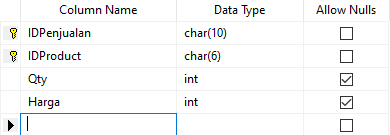 Column Name Data Type Allow Nulls
IDPenjualan char(10)
IDProduct char(6)
Qty int
Harga int